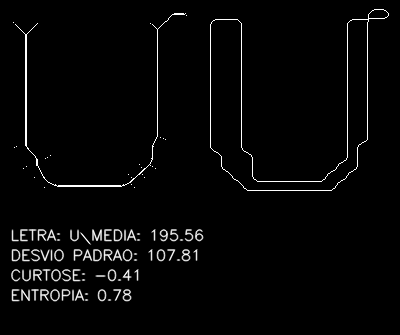 U U
LETRA: U\MEDIA: 195.56
DESVIO PADRAO: 107.81
CURTOSE: -0.41
ENTROPIA: 0.78